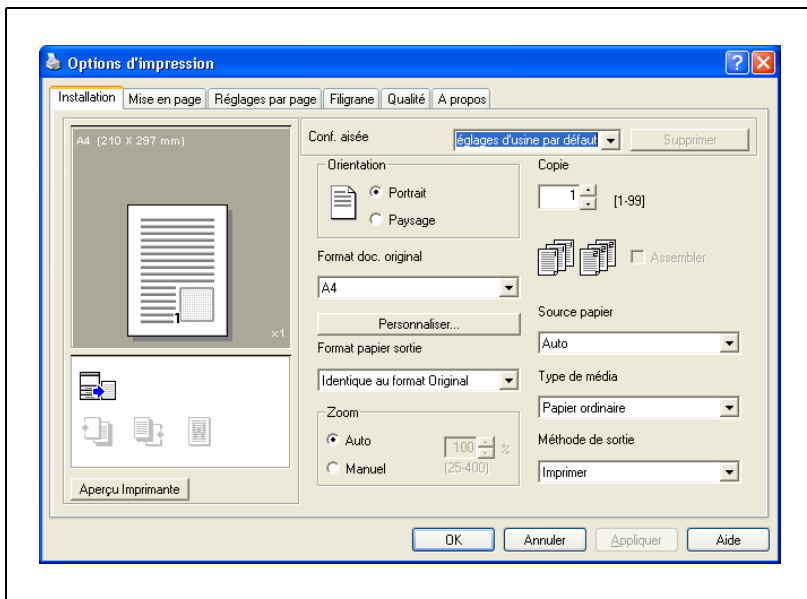 Options d'impression
Installation
Mise en page
Réglages par page
Filigrane
Qualité
A propos
A4 (210 X 297 mm)
1
x1
Aperçu Imprimante
Conf. aisée
églages d'usine par défaut
Supprimer
Orientation
Portrait
Paysage
Format doc. original
A4
Personnaliser...
Format papier sortie
Identique au format Original
Zoom
Auto
Manuel
100 %
(25-400)
Copie
1 [1-99]
Assembler
Source papier
Auto
Type de média
Papier ordinaire
Méthode de sortie
Imprimer
OK
Annuler
Appliquer
Aide